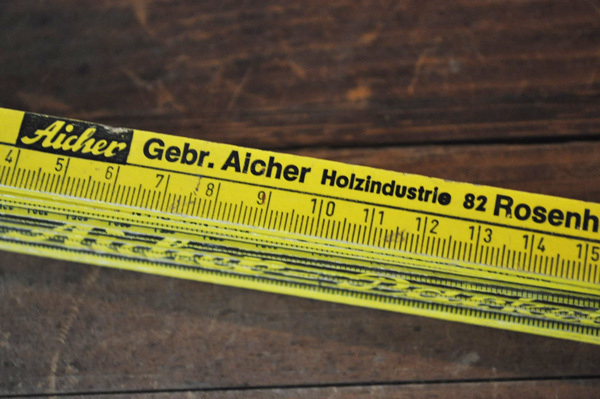 Aicher Gebr. Aicher Holzindustrie 82 Rosenh
4 5 6 7 8 9 10 11 12 13 14 15